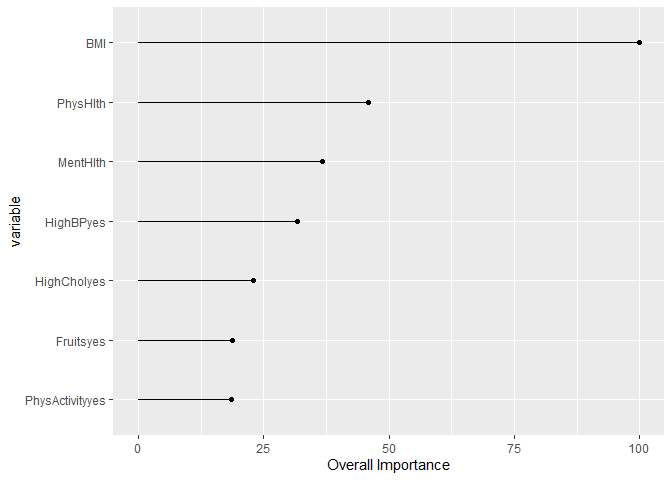 BMI
PhysHlth
MentHlth
HighBPyes
HighCholyes
Fruitsyes
PhysActivityyes
variable
0 25 50 75 100
Overall Importance